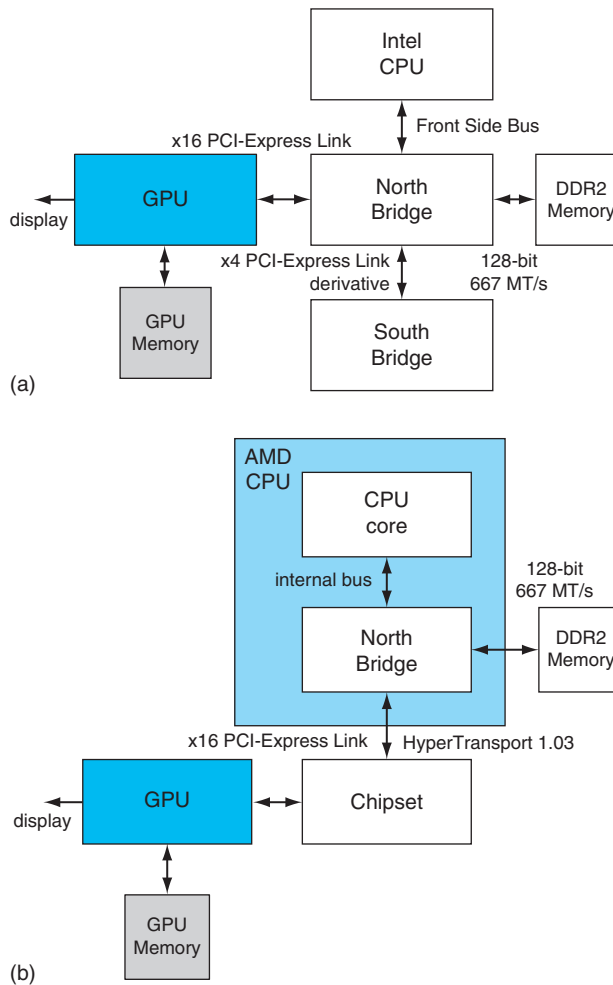 Intel
CPU
Front Side Bus
x16 PCI-Express Link
GPU
North
Bridge
DDR2
Memory
display
x4 PCI-Express Link
derivative
128-bit
667 MT/s
GPU
Memory
South
Bridge
(a)
AMD
CPU
CPU
core
internal bus
128-bit
667 MT/s
North
Bridge
DDR2
Memory
x16 PCI-Express Link
HyperTransport 1.03
GPU
Chipset
display
GPU
Memory
(b)